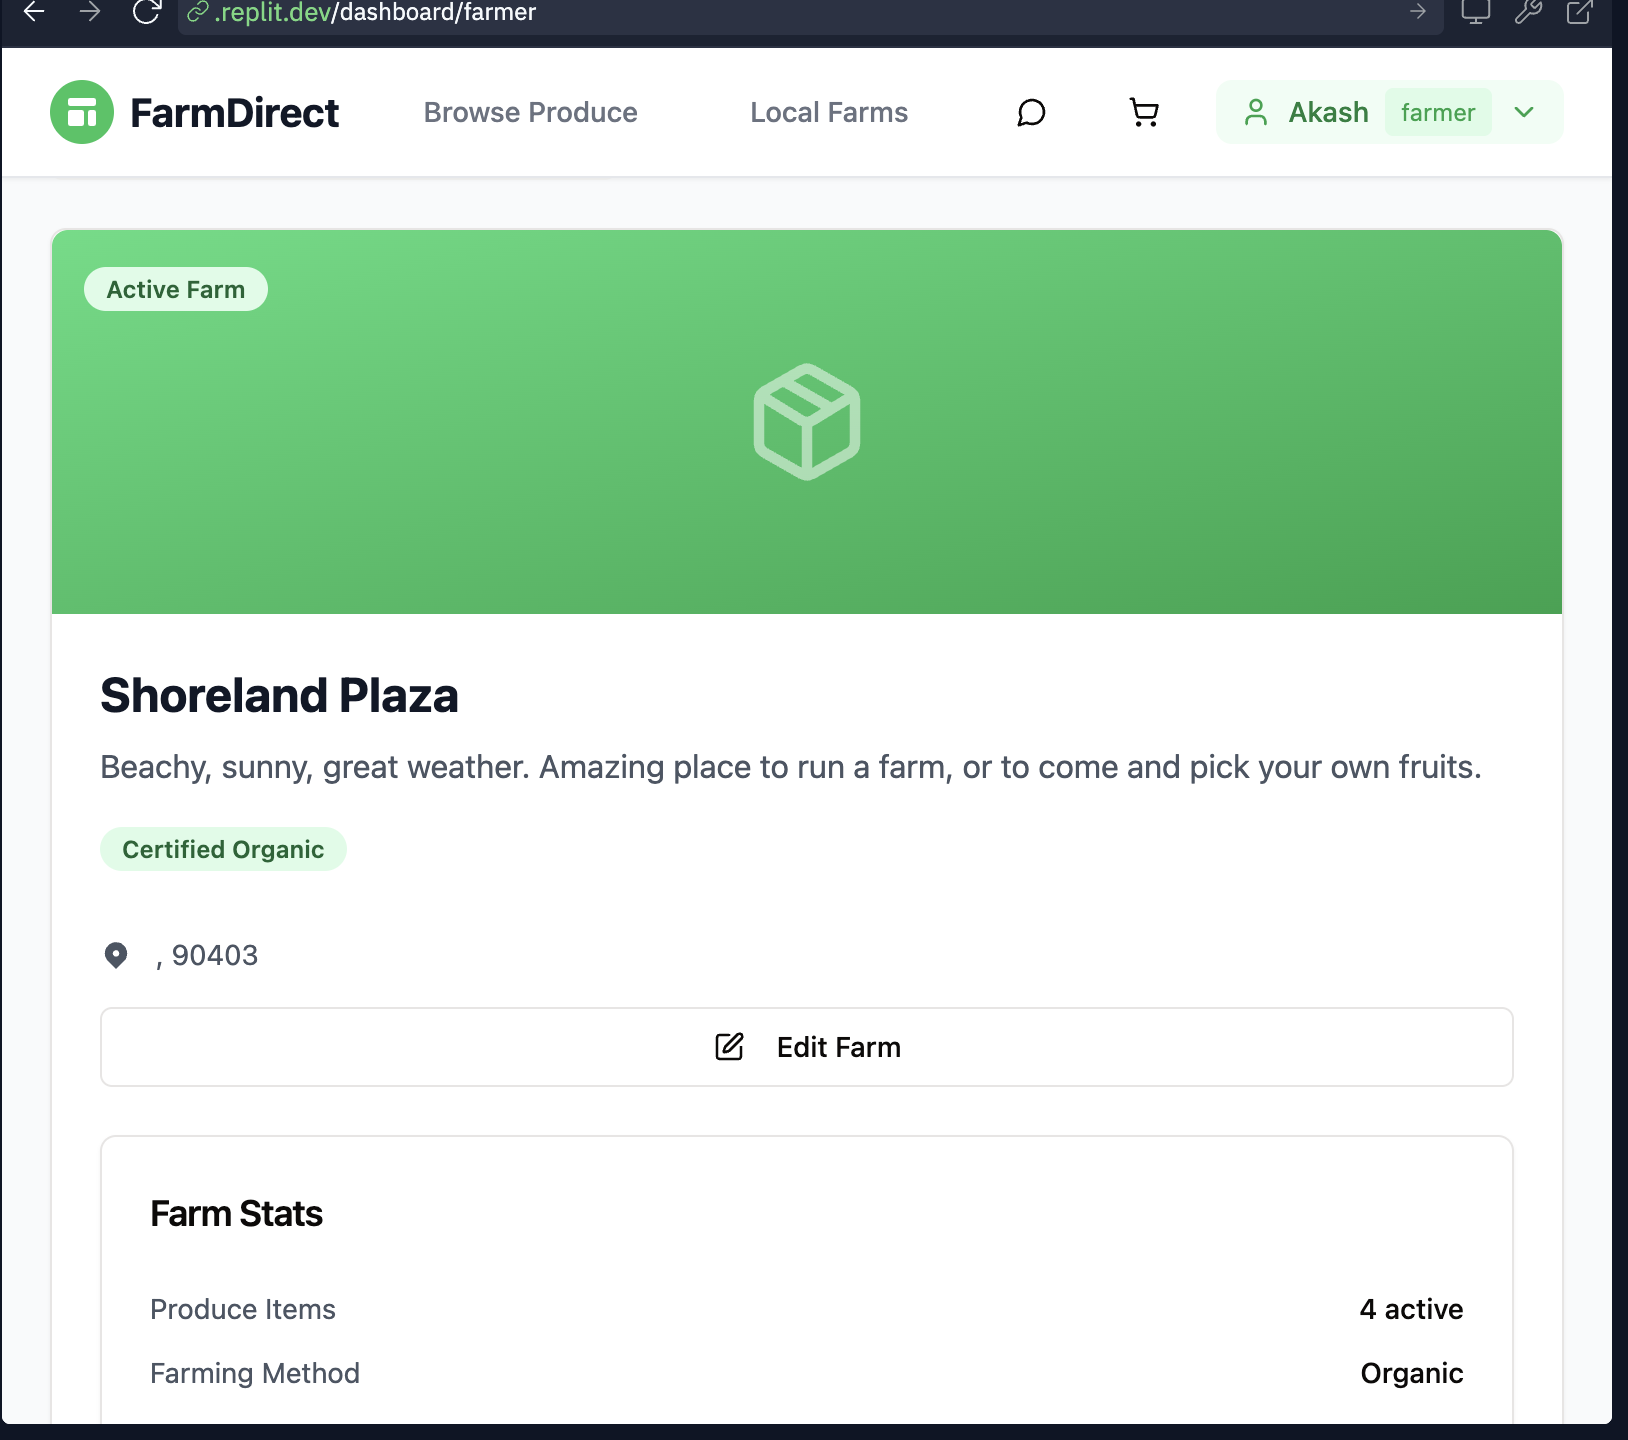 .replit.dev/dashboard/farmer
FarmDirect
Browse Produce
Local Farms
Akash
farmer
Active Farm
Shoreland Plaza
Beachy, sunny, great weather. Amazing place to run a farm, or to come and pick your own fruits.
Certified Organic
, 90403
Edit Farm
Farm Stats
Produce Items 4 active
Farming Method Organic